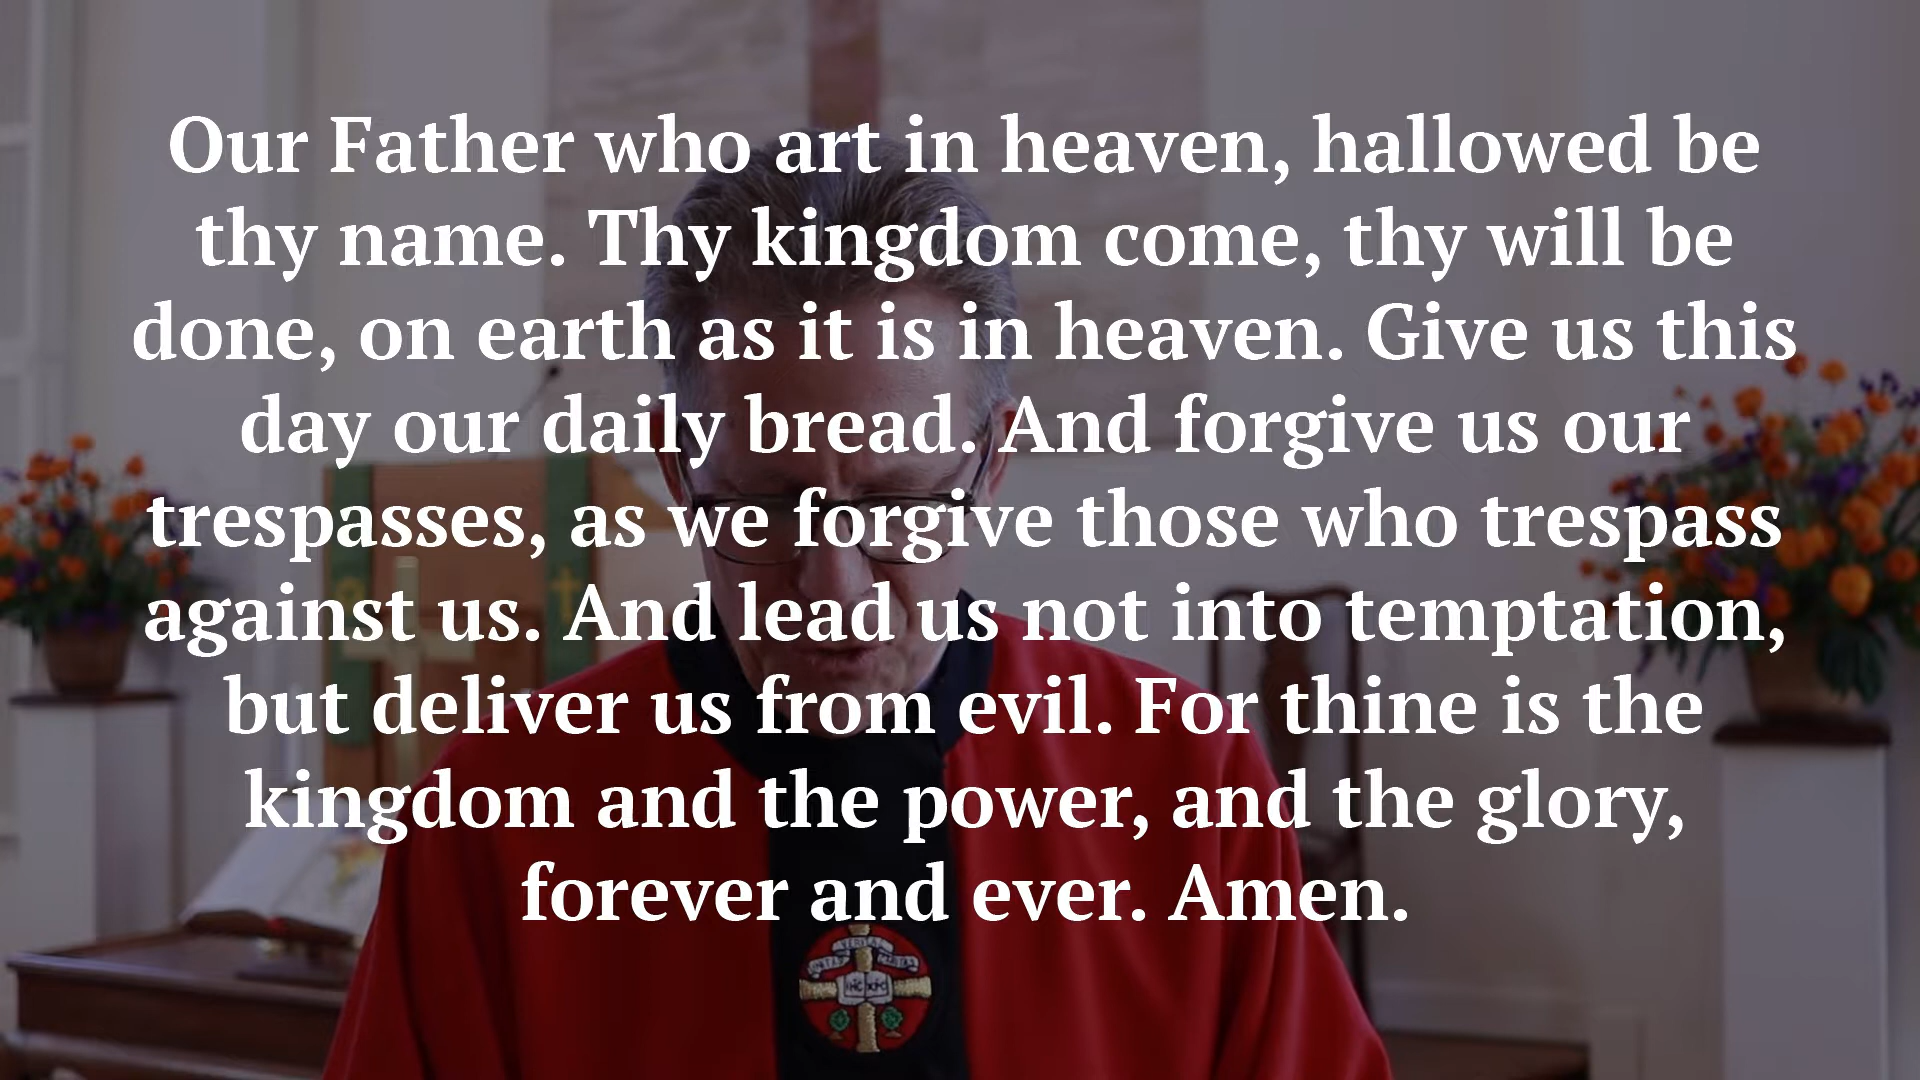 Our Father who art in heaven, hallowed be
thy name. Thy kingdom come, thy will be
done, on earth as it is in heaven. Give us this
day our daily bread. And forgive us our
trespasses, as we forgive those who trespass
against us. And lead us not into temptation,
but deliver us from evil. For thine is the
kingdom and the power, and the glory,
forever and ever. Amen.
VERITAS
UNITAS CARITAS